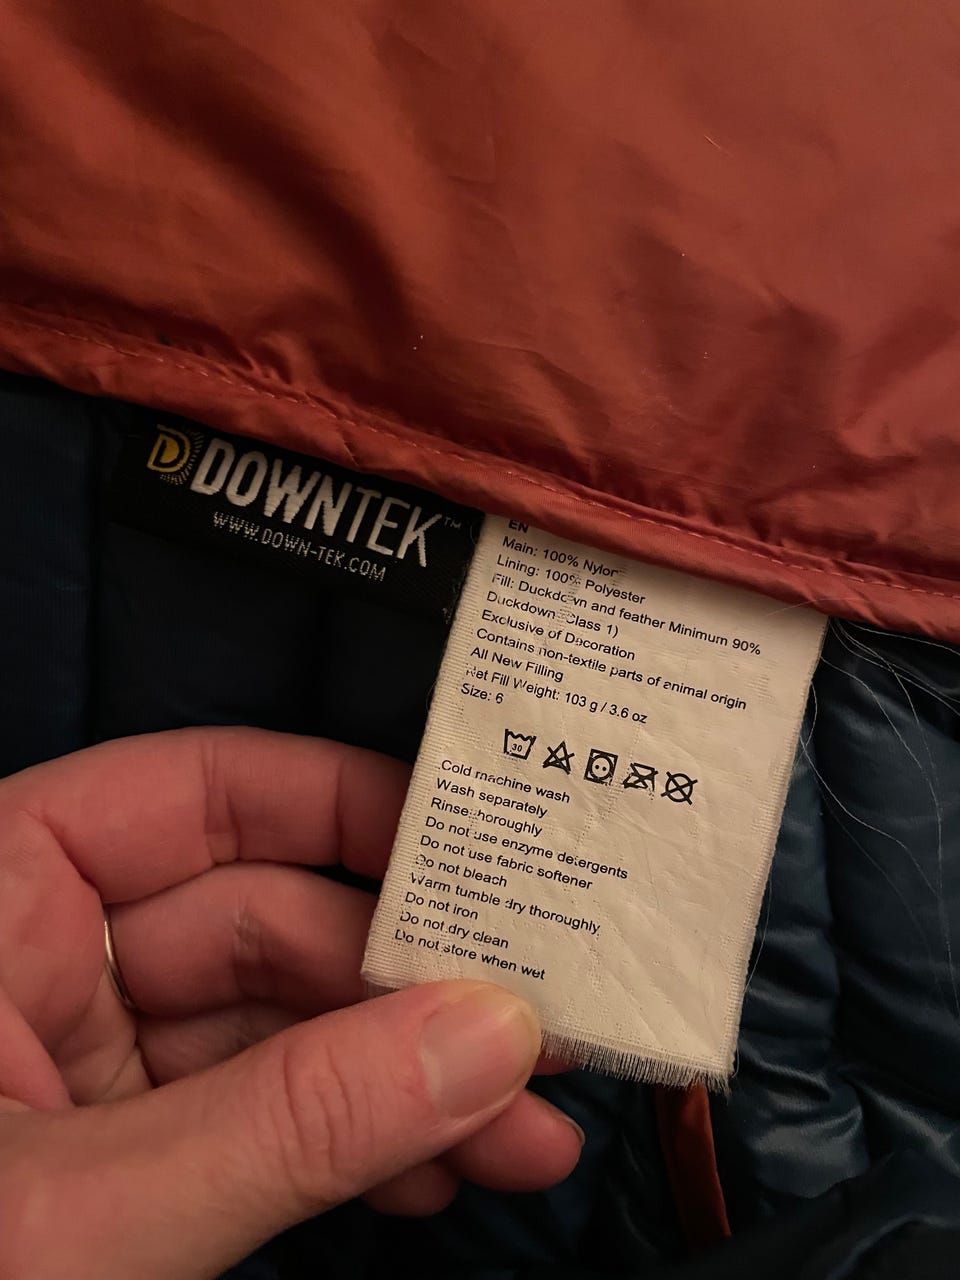 DOWNTEK™
WWW.DOWN-TEK.COM
EN
Main: 100% Nylon
Lining: 100% Polyester
Fill: Duckdown and feather Minimum 90%
Duckdown (Class 1)
Exclusive of Decoration
Contains non-textile parts of animal origin
All New Filling
Net Fill Weight: 103 g / 3.6 oz
Size: 6
30
Cold machine wash
Wash separately
Rinse thoroughly
Do not use enzyme detergents
Do not use fabric softener
Do not bleach
Warm tumble dry thoroughly
Do not iron
Do not dry clean
Do not store when wet